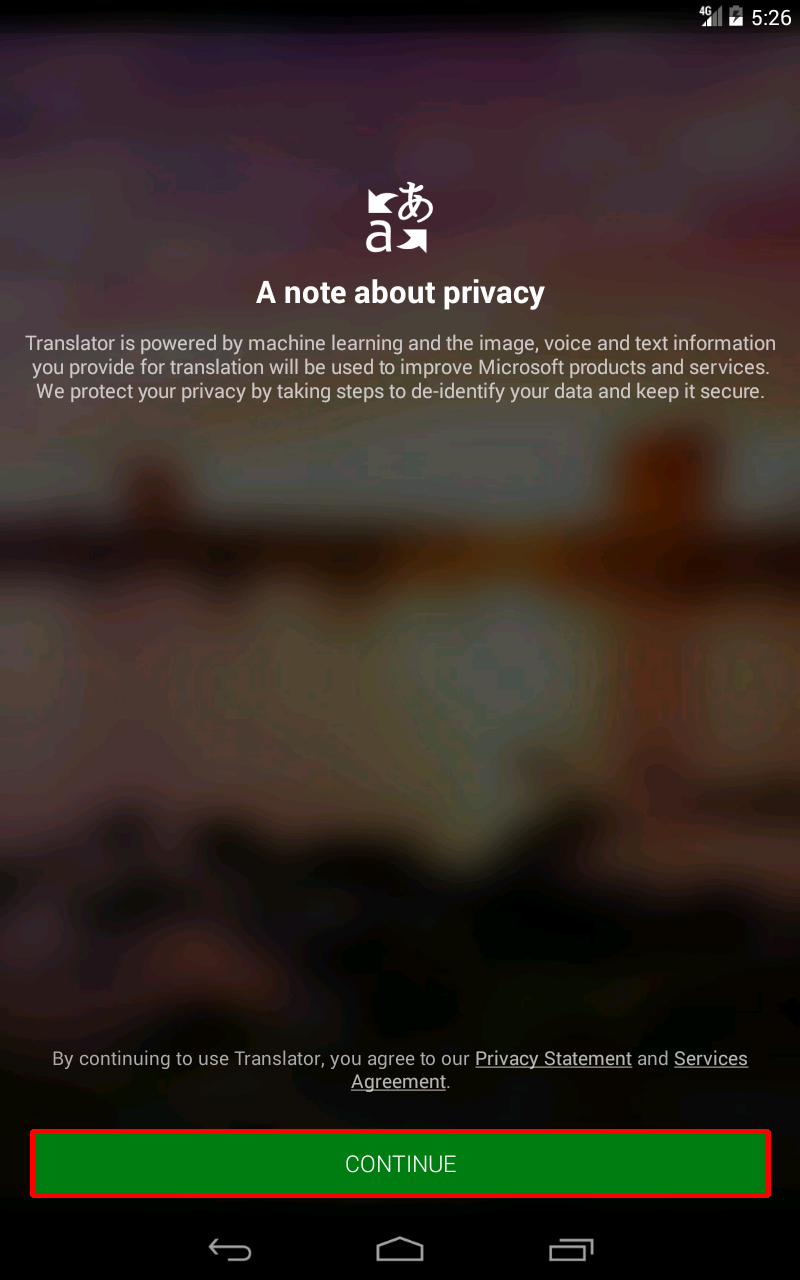 4G 5:26
あ
a
A note about privacy
Translator is powered by machine learning and the image, voice and text information
you provide for translation will be used to improve Microsoft products and services.
We protect your privacy by taking steps to de-identify your data and keep it secure.
By continuing to use Translator, you agree to our Privacy Statement and Services
Agreement.
CONTINUE